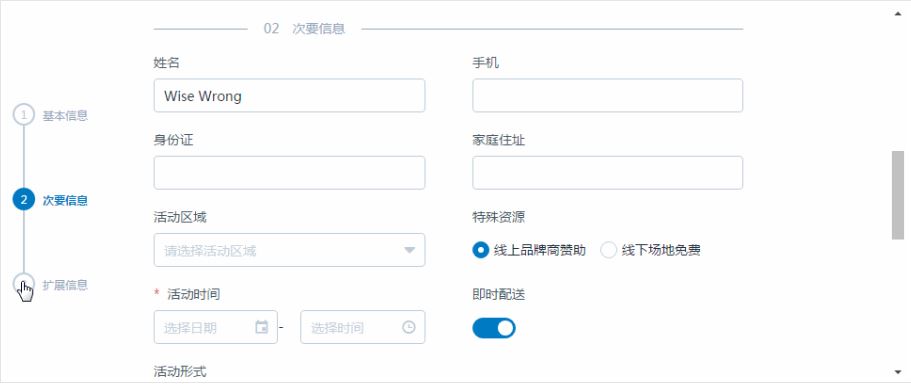 02 次要信息
姓名
手机
Wise Wrong
1 基本信息
身份证
家庭住址
2 次要信息
活动区域
特殊资源
请选择活动区域
线上品牌商赞助
线下场地免费
扩展信息
* 活动时间
即时配送
选择日期 - 选择时间
活动形式